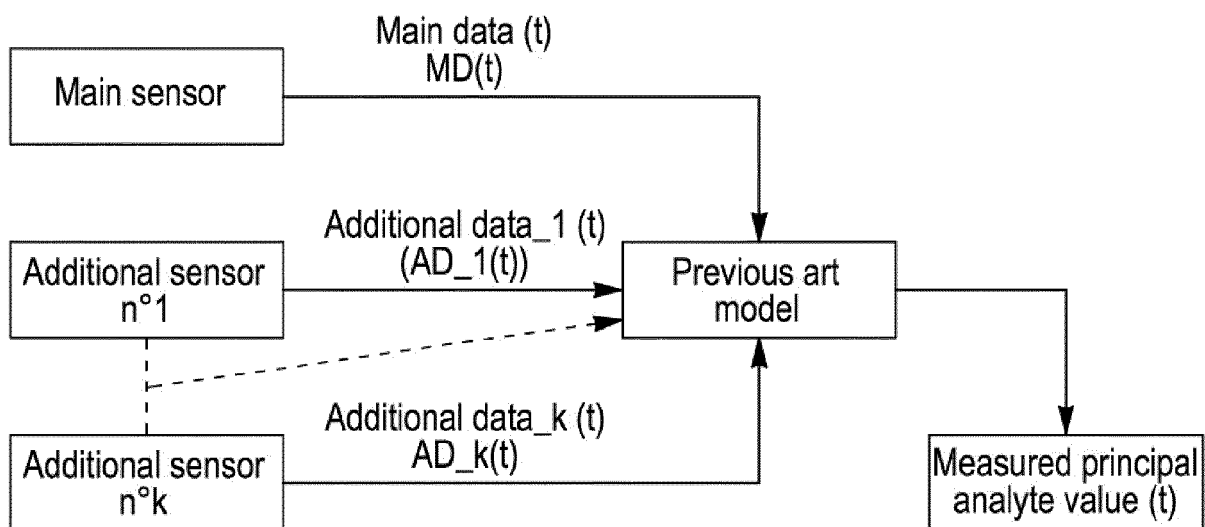 Main sensor
Main data (t)
MD(t)
Additional sensor
n°1
Additional data_1 (t)
(AD_1(t))
Previous art
model
Additional sensor
n°k
Additional data_k (t)
AD_k(t)
Measured principal
analyte value (t)